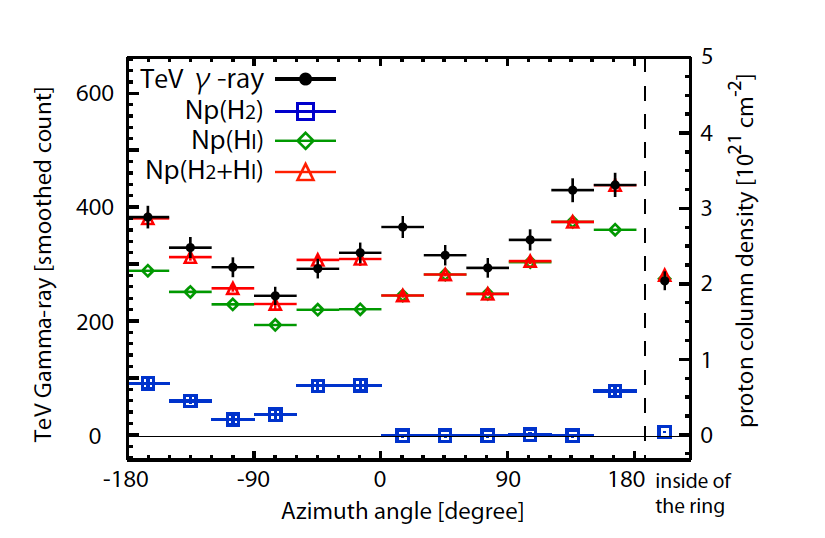 TeV γ -ray
Np(H2)
Np(HI)
Np(H2+HI)
TeV Gamma-ray [smoothed count]
600
400
200
0
5
4
3
2
1
0
proton column density [10^21 cm^-2]
-180
-90
0
90
180
inside of
the ring
Azimuth angle [degree]